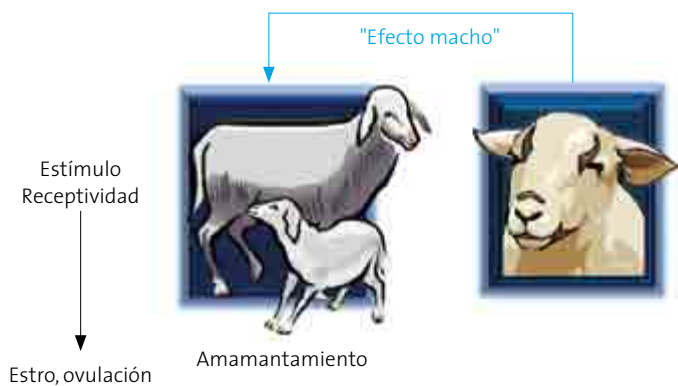 "Efecto macho"
Estímulo
Receptividad
Amamantamiento
Estro, ovulación